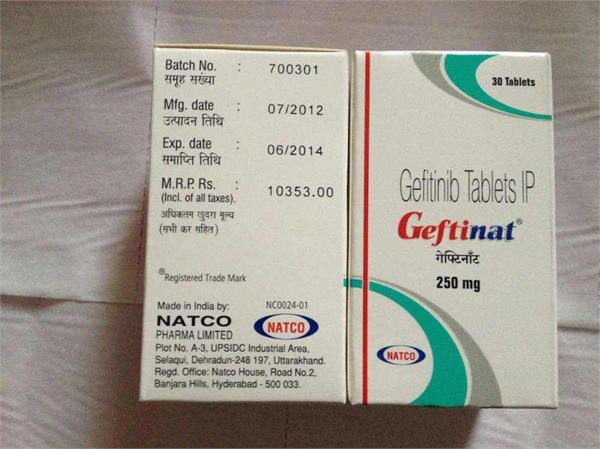 Batch No. : 700301
समूह संख्या
Mfg. date : 07/2012
उत्पादन तिथि
Exp. date : 06/2014
समाप्ति तिथि
M.R.P. Rs. : 10353.00
(Incl. of all taxes).
अधिकतम खुदरा मूल्य
(सभी कर सहित)
®Registered Trade Mark
Made in India by: NC0024-01
NATCO
PHARMA LIMITED
NATCO
Plot No. A-3, UPSIDC Industrial Area,
Selaqui, Dehradun-248 197, Uttarakhand.
Regd. Office: Natco House, Road No.2,
Banjara Hills, Hyderabad - 500 033.
30 Tablets
Gefitinib Tablets IP
Geftinat®
गेफ्टिनॉट
250 mg
NATCO